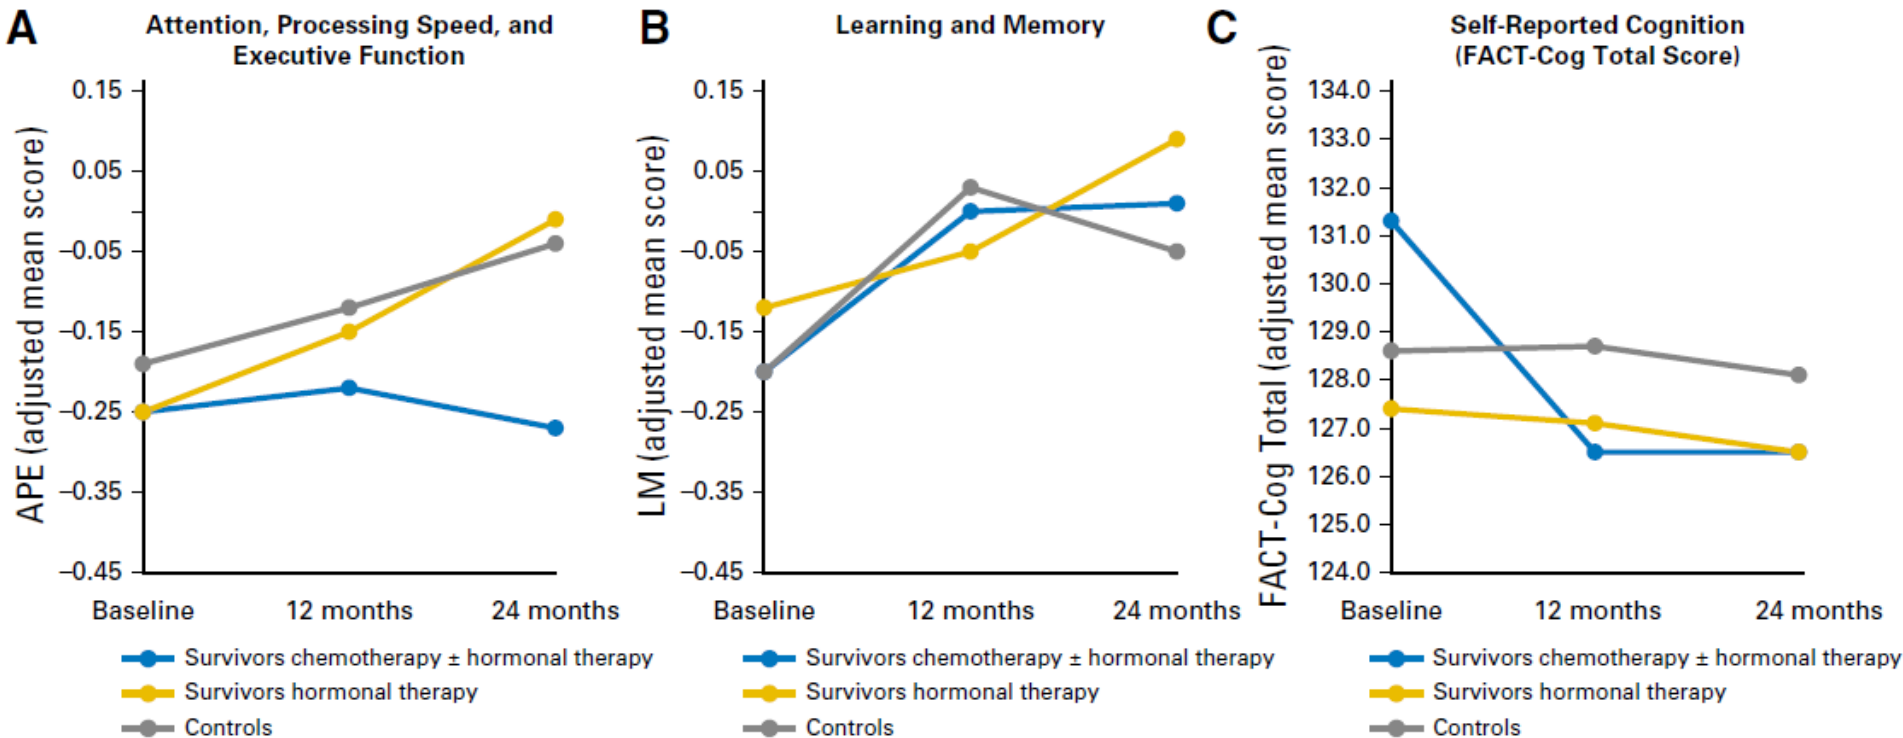 A
Attention, Processing Speed, and
Executive Function
APE (adjusted mean score)
0.15
0.05
–0.05
–0.15
–0.25
–0.35
–0.45
Baseline
12 months
24 months
Survivors chemotherapy ± hormonal therapy
Survivors hormonal therapy
Controls
B
Learning and Memory
LM (adjusted mean score)
0.15
0.05
–0.05
–0.15
–0.25
–0.35
–0.45
Baseline
12 months
24 months
Survivors chemotherapy ± hormonal therapy
Survivors hormonal therapy
Controls
C
Self-Reported Cognition
(FACT-Cog Total Score)
FACT-Cog Total (adjusted mean score)
134.0
133.0
132.0
131.0
130.0
129.0
128.0
127.0
126.0
125.0
124.0
Baseline
12 months
24 months
Survivors chemotherapy ± hormonal therapy
Survivors hormonal therapy
Controls